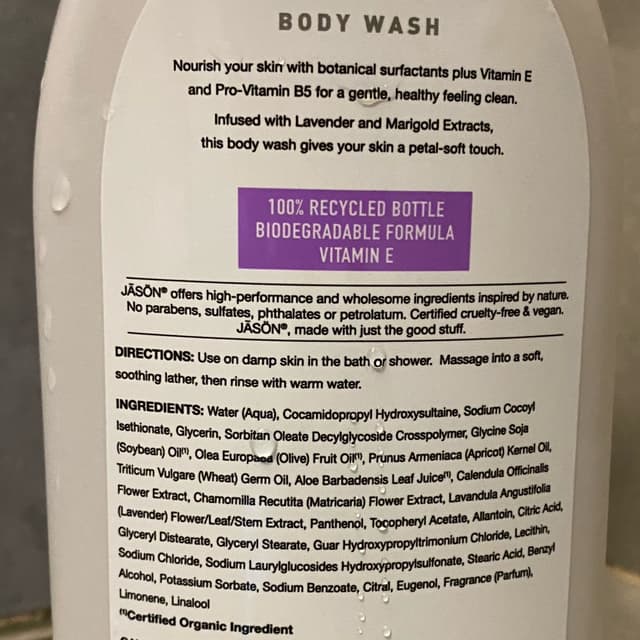 BODY WASH
Nourish your skin with botanical surfactants plus Vitamin E
and Pro-Vitamin B5 for a gentle, healthy feeling clean.
Infused with Lavender and Marigold Extracts,
this body wash gives your skin a petal-soft touch.
100% RECYCLED BOTTLE
BIODEGRADABLE FORMULA
VITAMIN E
JĀSÖN® offers high-performance and wholesome ingredients inspired by nature.
No parabens, sulfates, phthalates or petrolatum. Certified cruelty-free & vegan.
JĀSÖN®, made with just the good stuff.
DIRECTIONS: Use on damp skin in the bath or shower. Massage into a soft,
soothing lather, then rinse with warm water.
INGREDIENTS: Water (Aqua), Cocamidopropyl Hydroxysultaine, Sodium Cocoyl
Isethionate, Glycerin, Sorbitan Oleate Decylglycoside Crosspolymer, Glycine Soja
(Soybean) Oil⁽¹⁾, Olea Europaea (Olive) Fruit Oil⁽¹⁾, Prunus Armeniaca (Apricot) Kernel Oil,
Triticum Vulgare (Wheat) Germ Oil, Aloe Barbadensis Leaf Juice⁽¹⁾, Calendula Officinalis
Flower Extract, Chamomilla Recutita (Matricaria) Flower Extract, Lavandula Angustifolia
(Lavender) Flower/Leaf/Stem Extract, Panthenol, Tocopheryl Acetate, Allantoin, Citric Acid,
Glyceryl Distearate, Glyceryl Stearate, Guar Hydroxypropyltrimonium Chloride, Lecithin,
Sodium Chloride, Sodium Laurylglucosides Hydroxypropylsulfonate, Stearic Acid, Benzyl
Alcohol, Potassium Sorbate, Sodium Benzoate, Citral, Eugenol, Fragrance (Parfum),
Limonene, Linalool
⁽¹⁾Certified Organic Ingredient